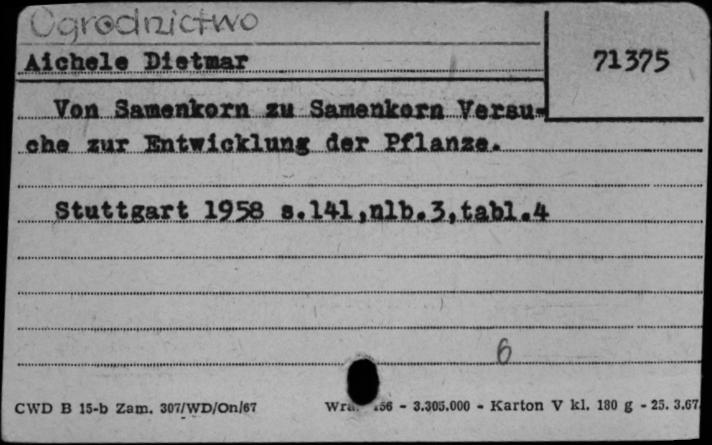 Ogrodnictwo
Aichele Dietmar
71375
Von Samenkorn zu Samenkorn Versu-
che zur Entwicklung der Pflanze.
Stuttgart 1958 s.141,nlb.3,tabl.4
6
CWD B 15-b Zam. 307/WD/On/67
56 - 3.305.000 - Karton V kl. 180 g - 25. 3.67